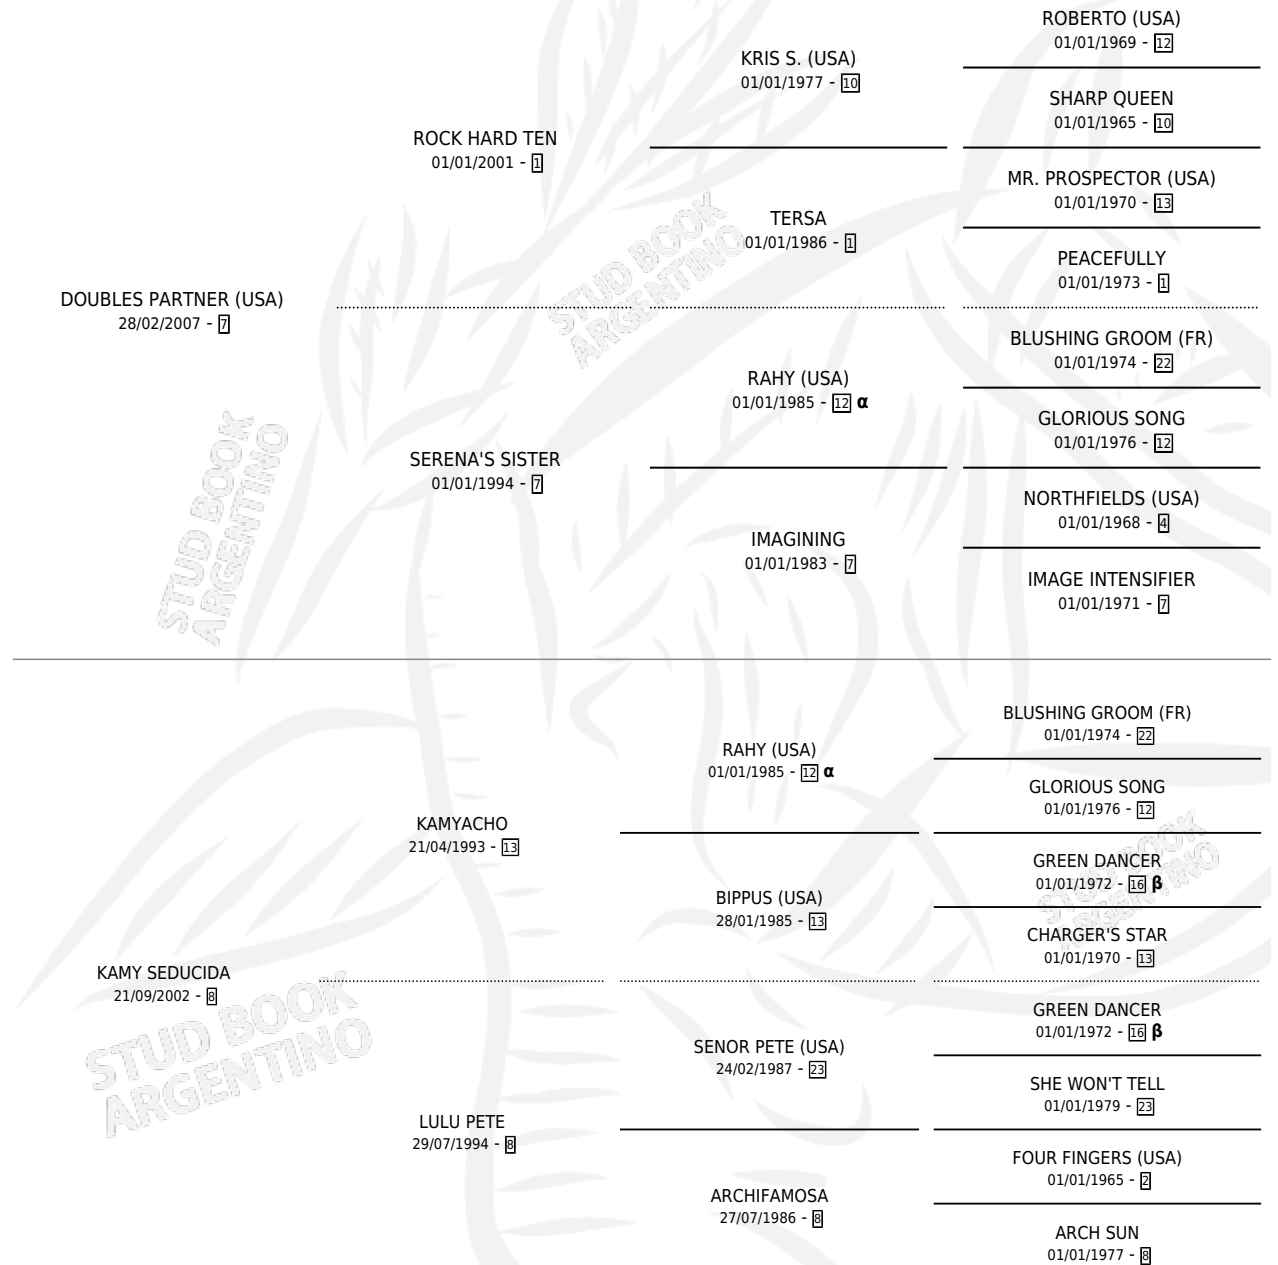 ROBERTO (USA)
01/01/1969 - 12
KRIS S. (USA)
01/01/1977 - 10
SHARP QUEEN
01/01/1965 - 10
ROCK HARD TEN
01/01/2001 - 1
MR. PROSPECTOR (USA)
01/01/1970 - 13
TERSA
01/01/1986 - 1
PEACEFULLY
01/01/1973 - 1
DOUBLES PARTNER (USA)
28/02/2007 - 7
BLUSHING GROOM (FR)
01/01/1974 - 22
RAHY (USA)
01/01/1985 - 12 α
GLORIOUS SONG
01/01/1976 - 12
SERENA'S SISTER
01/01/1994 - 7
NORTHFIELDS (USA)
01/01/1968 - 4
IMAGINING
01/01/1983 - 7
IMAGE INTENSIFIER
01/01/1971 - 7
BLUSHING GROOM (FR)
01/01/1974 - 22
RAHY (USA)
01/01/1985 - 12 α
GLORIOUS SONG
01/01/1976 - 12
KAMYACHO
21/04/1993 - 13
GREEN DANCER
01/01/1972 - 16 β
BIPPUS (USA)
28/01/1985 - 13
CHARGER'S STAR
01/01/1970 - 13
KAMY SEDUCIDA
21/09/2002 - 8
GREEN DANCER
01/01/1972 - 16 β
SENOR PETE (USA)
24/02/1987 - 23
SHE WON'T TELL
01/01/1979 - 23
LULU PETE
29/07/1994 - 8
FOUR FINGERS (USA)
01/01/1965 - 2
ARCHIFAMOSA
27/07/1986 - 8
ARCH SUN
01/01/1977 - 8
STUD BOOK
ARGENTINO
STUD BOOK
ARGENTINO
STUD BOOK
ARGENTINO
STUD BOOK
ARGENTINO